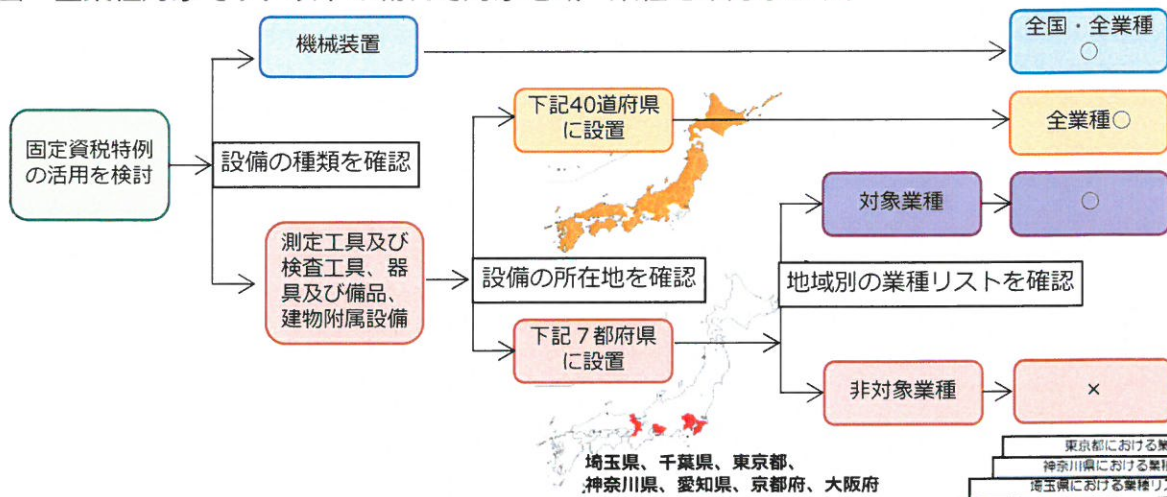 機械装置
全国・全業種
○
下記40道府県
に設置
全業種○
固定資税特例
の活用を検討
設備の種類を確認
対象業種
○
測定工具及び
検査工具、器
具及び備品、
建物附属設備
設備の所在地を確認
地域別の業種リストを確認
下記７都府県
に設置
非対象業種
×
埼玉県、千葉県、東京都、
神奈川県、愛知県、京都府、大阪府
東京都における業
神奈川県における業種
埼玉県における業種リス